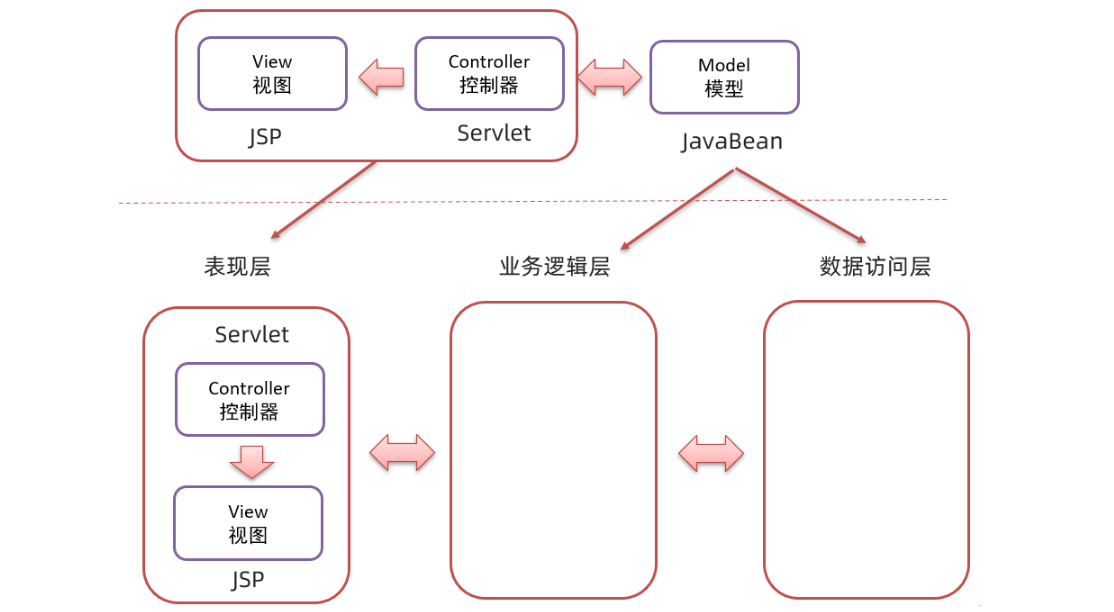 View
视图
Controller
控制器
Model
模型
JSP
Servlet
JavaBean
表现层
业务逻辑层
数据访问层
Servlet
Controller
控制器
View
视图
JSP